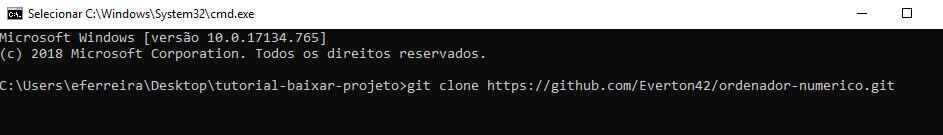 Selecionar C:\Windows\System32\cmd.exe
Microsoft Windows [versão 10.0.17134.765]
(c) 2018 Microsoft Corporation. Todos os direitos reservados.
C:\Users\eferreira\Desktop\tutorial-baixar-projeto>git clone https://github.com/Everton42/ordenador-numerico.git